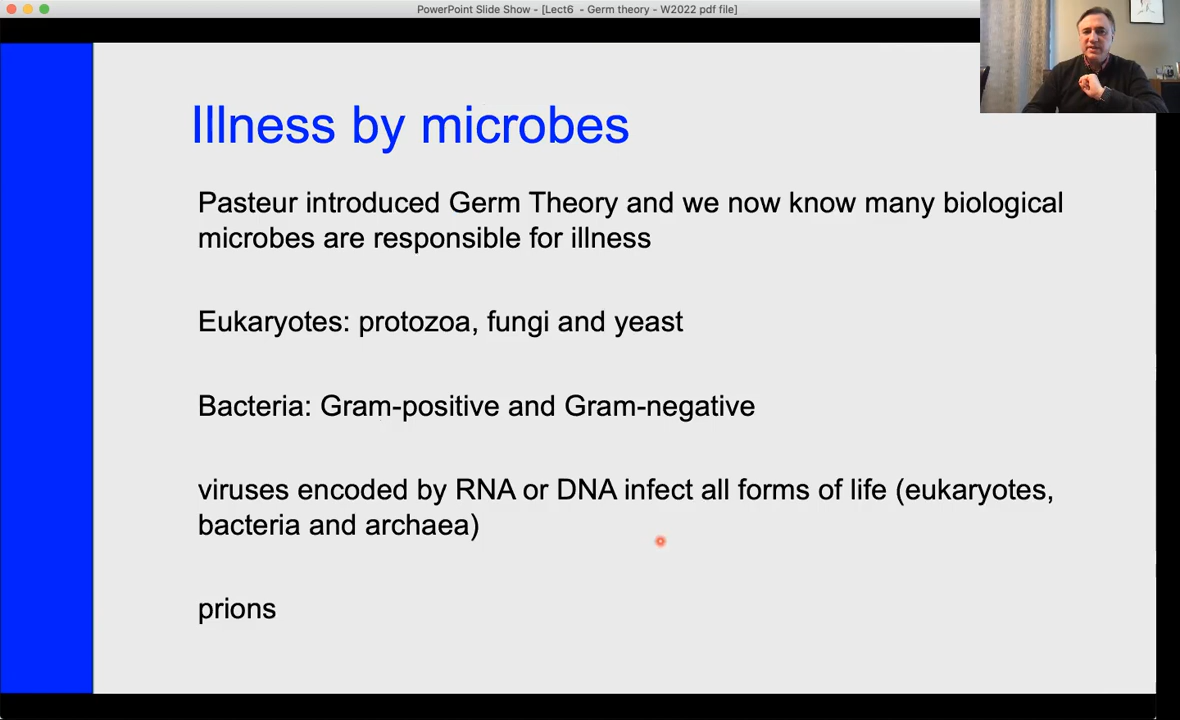 PowerPoint Slide Show - [Lect6  - Germ theory - W2022 pdf file]
Illness by microbes
Pasteur introduced Germ Theory and we now know many biological
microbes are responsible for illness
Eukaryotes: protozoa, fungi and yeast
Bacteria: Gram-positive and Gram-negative
viruses encoded by RNA or DNA infect all forms of life (eukaryotes,
bacteria and archaea)
prions